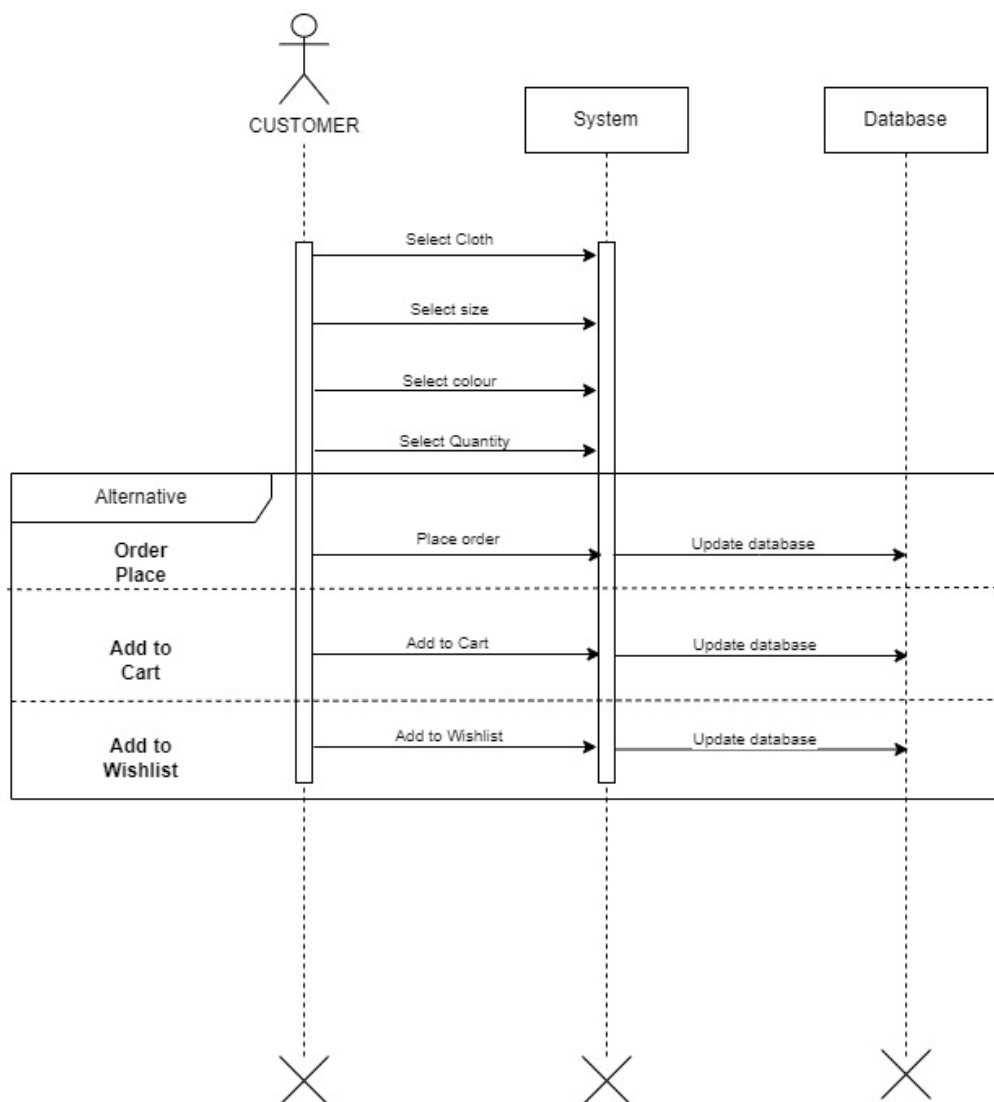 CUSTOMER
System
Database
Select Cloth
Select size
Select colour
Select Quantity
Alternative
Order
Place
Place order
Update database
Add to
Cart
Add to Cart
Update database
Add to
Wishlist
Add to Wishlist
Update database